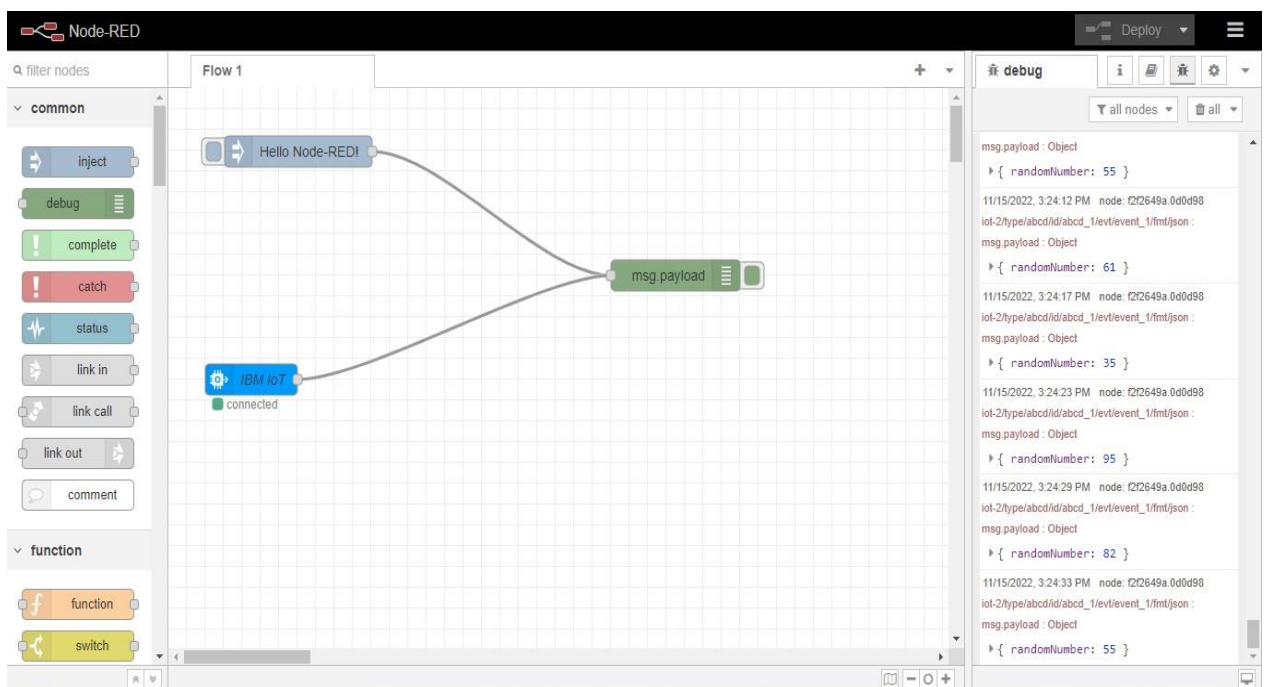 Node-RED
Deploy
filter nodes
Flow 1
debug
i
common
all nodes
all
inject
debug
complete
catch
status
link in
link call
link out
comment
function
function
switch
Hello Node-RED!
msg.payload
IBM IoT
connected
msg.payload : Object
{ randomNumber: 55 }
11/15/2022, 3:24:12 PM node: f2f2649a.0d0d98
iot-2/type/abcd/id/abcd_1/evt/event_1/fmt/json :
msg.payload : Object
{ randomNumber: 61 }
11/15/2022, 3:24:17 PM node: f2f2649a.0d0d98
iot-2/type/abcd/id/abcd_1/evt/event_1/fmt/json :
msg.payload : Object
{ randomNumber: 35 }
11/15/2022, 3:24:23 PM node: f2f2649a.0d0d98
iot-2/type/abcd/id/abcd_1/evt/event_1/fmt/json :
msg.payload : Object
{ randomNumber: 95 }
11/15/2022, 3:24:29 PM node: f2f2649a.0d0d98
iot-2/type/abcd/id/abcd_1/evt/event_1/fmt/json :
msg.payload : Object
{ randomNumber: 82 }
11/15/2022, 3:24:33 PM node: f2f2649a.0d0d98
iot-2/type/abcd/id/abcd_1/evt/event_1/fmt/json :
msg.payload : Object
{ randomNumber: 55 }